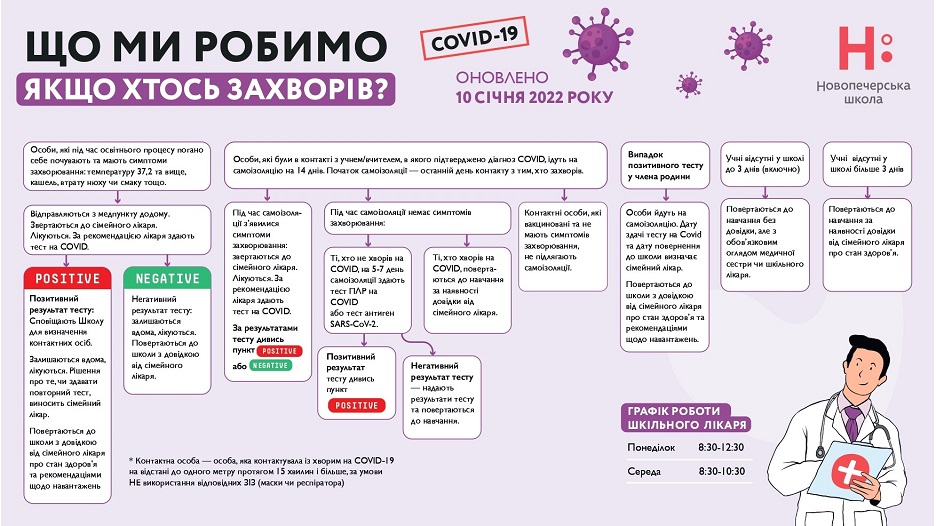 ЩО МИ РОБИМО
ЯКЩО ХТОСЬ ЗАХВОРІВ?
COVID-19
ОНОВЛЕНО
10 СІЧНЯ 2022 РОКУ
Новопечерська
школа
Особи, які під час освітнього процесу погано
себе почувають та мають симптоми
захворювання: температуру 37,2 та вище,
кашель, втрату нюху чи смаку тощо.
Відправляються з медпункту додому.
Звертаються до сімейного лікаря.
Лікуються. За рекомендацією лікаря здають
тест на COVID.
POSITIVE
Позитивний
результат тесту:
Сповіщають Школу
для визначення
контактних осіб.
Залишаються вдома,
лікуються. Рішення
про те, чи здавати
повторний тест,
виносить сімейний
лікар.
Повертаються до
школи з довідкою
від сімейного лікаря
про стан здоров'я
та рекомендаціями
щодо навантажень
NEGATIVE
Негативний
результат тесту:
залишаються
вдома, лікуються.
Повертаються до
школи з довідкою
від сімейного
лікаря.
Особи, які були в контакті з учнем/вчителем, в якого підтверджено діагноз COVID, ідуть на
самоізоляцію на 14 днів. Початок самоізоляції — останній день контакту з тим, хто захворів.
Під час самоізоля-
ції з'явилися
симптоми
захворювання:
звертаються до
сімейного лікаря.
Лікуються. За
рекомендацією
лікаря здають
тест на COVID.
За результатами
тесту дивись
пункт POSITIVE
або NEGATIVE
Під час самоізоляції немає симптомів
захворювання:
Ті, хто не хворів на
COVID, на 5-7 день
самоізоляції здають
тест ПЛР на
COVID
або тест антиген
SARS-CoV-2.
Позитивний
результат
тесту дивись
пункт
POSITIVE
Негативний
результат тесту
— надають
результати тесту
та повертаються
до навчання.
Ті, хто хворів на
COVID, поверта-
ються до навчання
за наявності
довідки від
сімейного лікаря.
Контактні особи, які
вакциновані та не
мають симптомів
захворювання,
не підлягають
самоізоляції.
Випадок
позитивного тесту
у члена родини
Особи йдуть на
самоізоляцію. Дату
здачі тесту на Covid
та дату повернення
до школи визначає
сімейний лікар.
Повертаються до
школи з довідкою від
сімейного лікаря про
стан здоров'я та
рекомендаціями
щодо навантажень.
Учні відсутні у школі
до 3 днів (включно)
Повертаються до
навчання без
довідки, але з
обов'язковим
оглядом медичної
сестри чи шкільного
лікаря.
Учні відсутні у
школі більше 3 днів
Повертаються до
навчання за
наявності довідки
від сімейного лікаря
про стан здоров'я.
* Контактна особа — особа, яка контактувала із хворим на COVID-19
на відстані до одного метру протягом 15 хвилин і більше, за умови
НЕ використання відповідних ЗІЗ (маски чи респіратора)
ГРАФІК РОБОТИ
ШКІЛЬНОГО ЛІКАРЯ
Понеділок 8:30-12:30
Середа 8:30-10:30